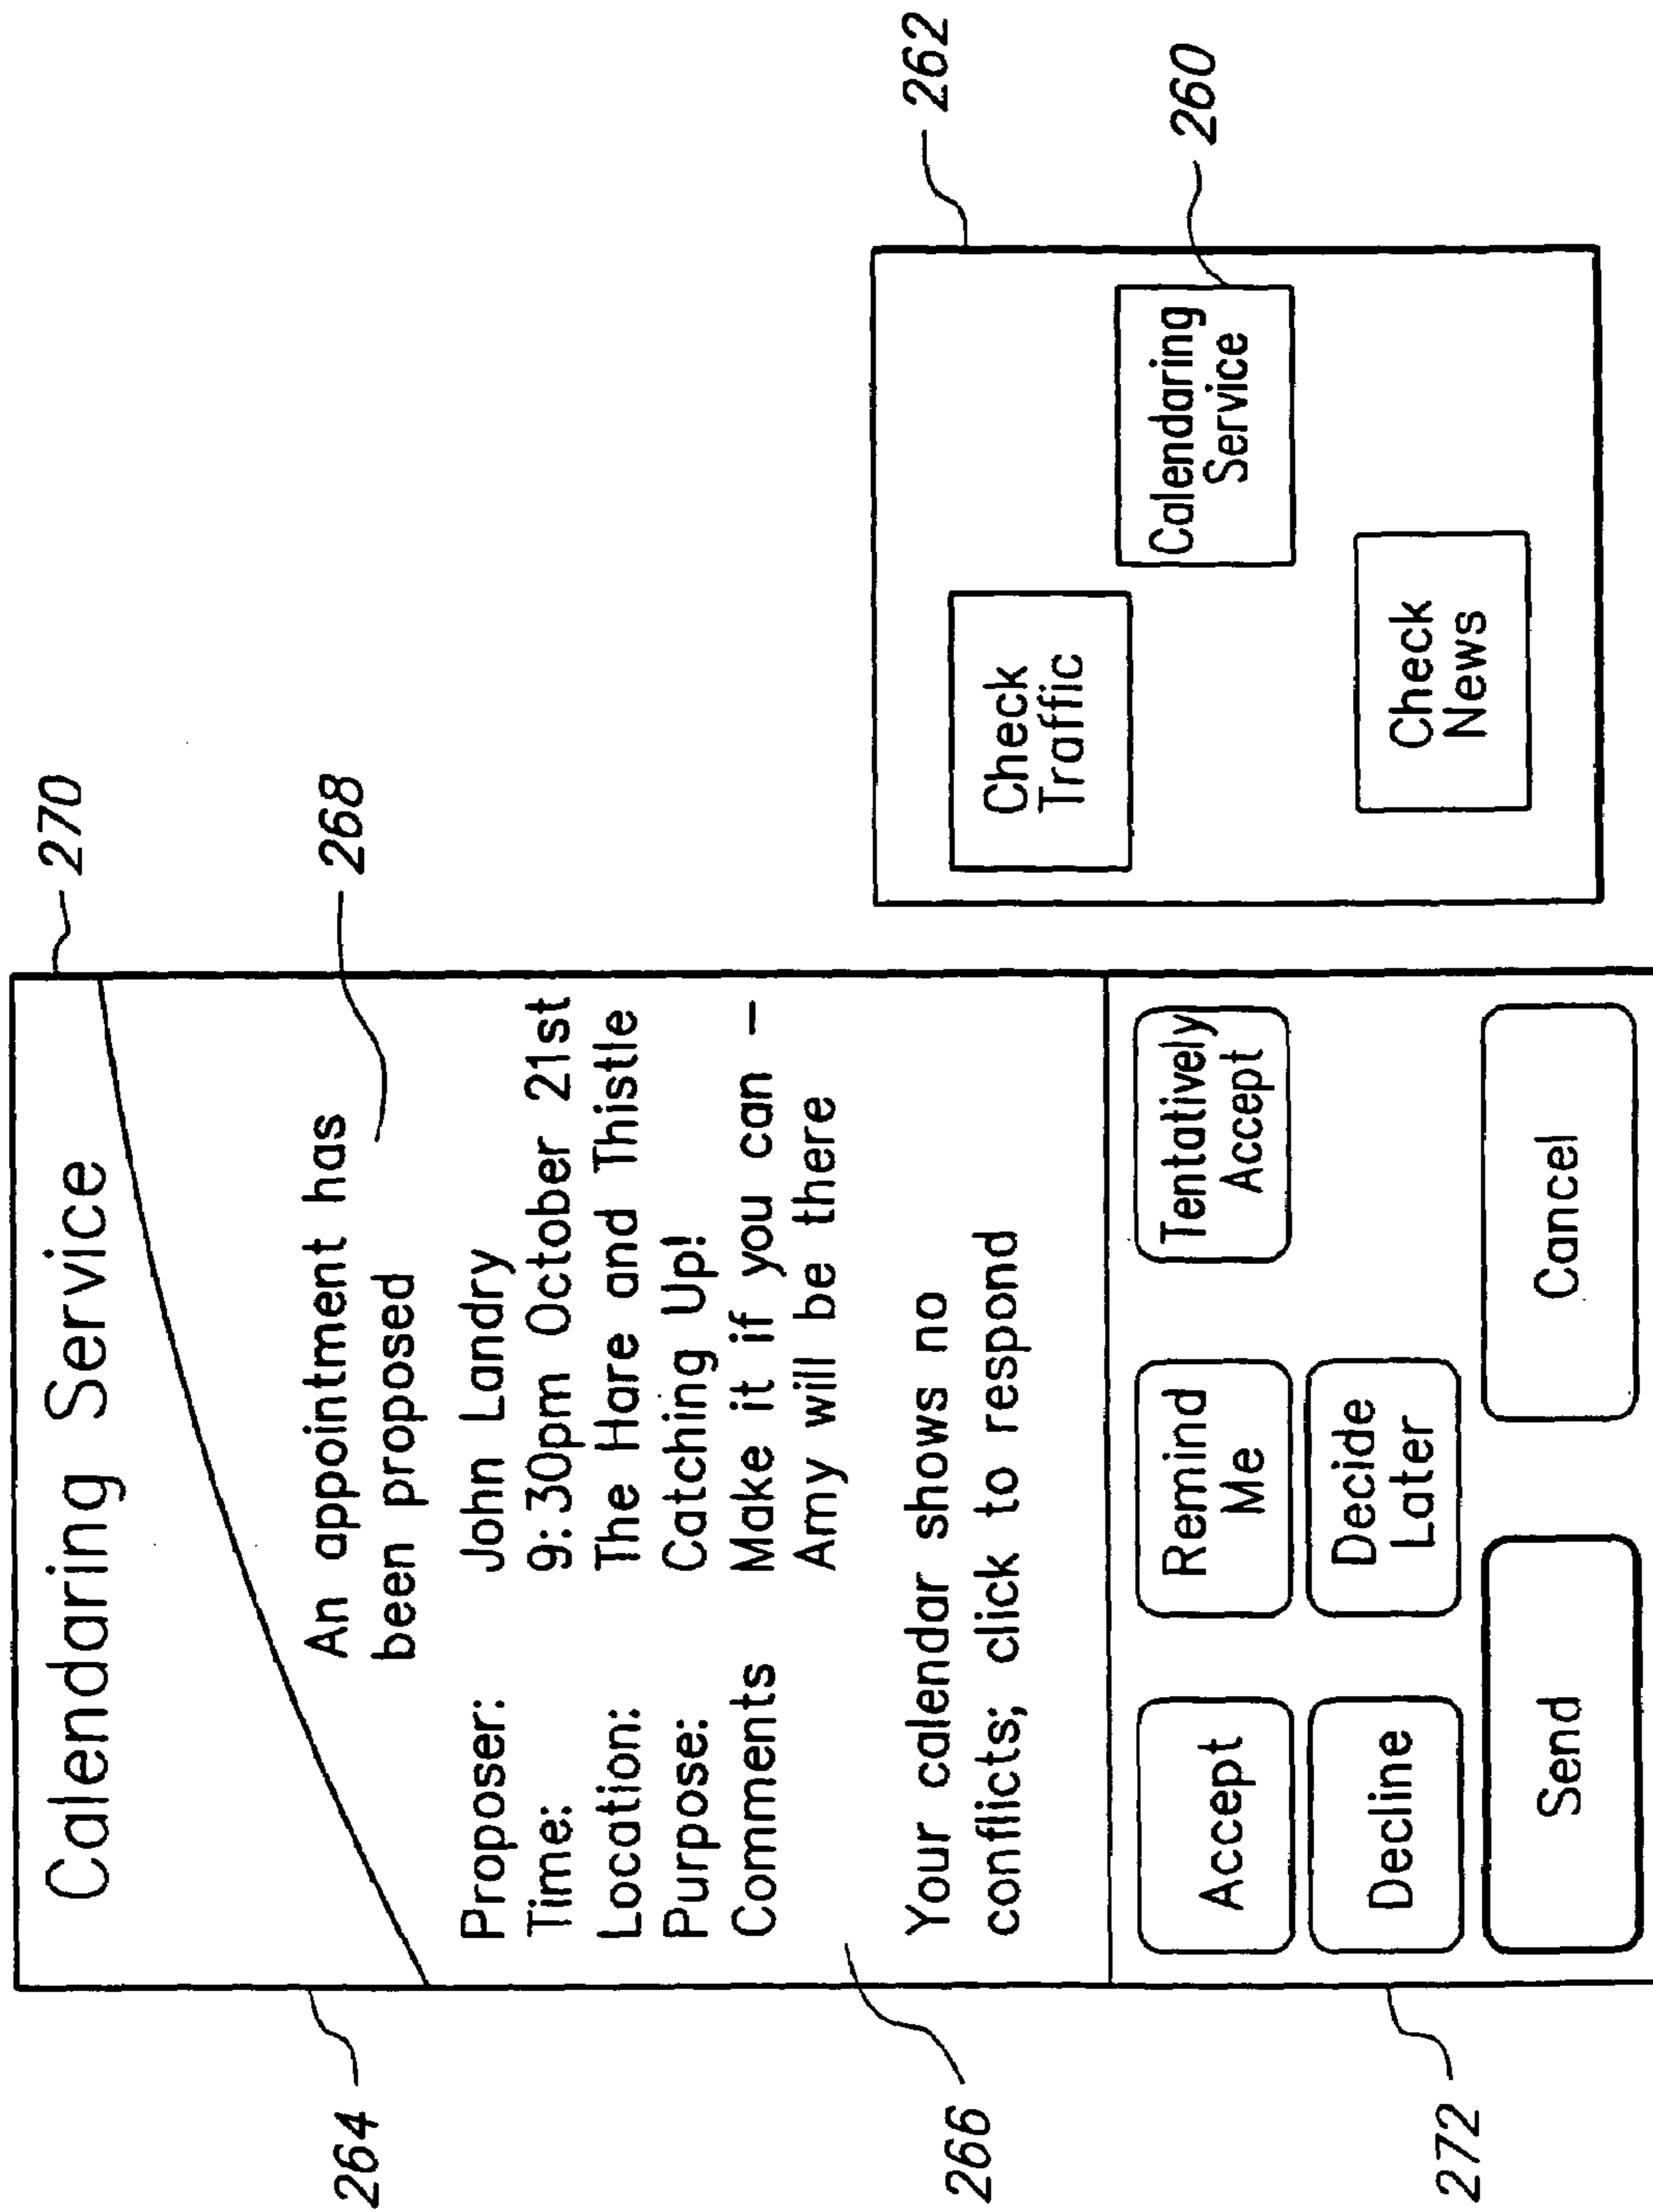 Calendaring Service
270
264
An appointment has
been proposed
268
Proposer: John Landry
Time: 9:30pm October 21st
Location: The Hare and Thistle
Purpose: Catching Up!
Comments Make it if you can –
Amy will be there
266
Your calendar shows no
conflicts; click to respond
Accept
Remind
Me
Tentatively
Accept
Decline
Decide
Later
Send
Cancel
272
262
Check
Traffic
Calendaring
Service
260
Check
News